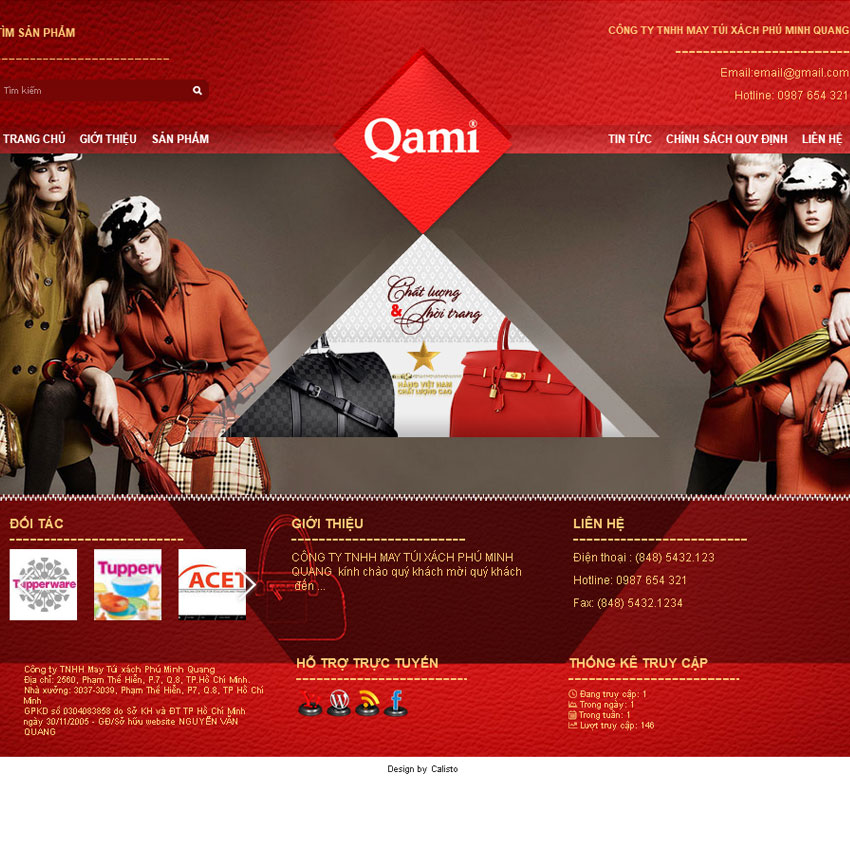 TÌM SẢN PHẨM
CÔNG TY TNHH MAY TÚI XÁCH PHÚ MINH QUANG
Email:email@gmail.com
Tìm kiếm
Hotline: 0987 654 321
TRANG CHỦ GIỚI THIỆU SẢN PHẨM
Qami®
TIN TỨC CHÍNH SÁCH QUY ĐỊNH LIÊN HỆ
Chất lượng
& Thời trang
HÀNG VIỆT NAM
CHẤT LƯỢNG CAO
ĐỐI TÁC
Tupperware
Tupperw
ACET
GIỚI THIỆU
CÔNG TY TNHH MAY TÚI XÁCH PHÚ MINH
QUANG kính chào quý khách mời quý khách
đến ...
LIÊN HỆ
Điện thoại : (848) 5432.123
Hotline: 0987 654 321
Fax: (848) 5432.1234
Công ty TNHH May Túi xách Phú Minh Quang
Địa chỉ: 2560, Phạm Thế Hiển, P.7, Q.8, TP.Hồ Chí Minh.
Nhà xưởng: 3037-3039, Phạm Thế Hiển, P7, Q.8, TP Hồ Chí
Minh
GPKD số 0304083858 do Sở KH và ĐT TP Hồ Chí Minh
ngày 30/11/2005 - GĐ/Sở hữu website NGUYỄN VĂN
QUANG
HỖ TRỢ TRỰC TUYẾN
THỐNG KÊ TRUY CẬP
Đang truy cập: 1
Trong ngày: 1
Trong tuần: 1
Lượt truy cập: 146
Design by Calisto